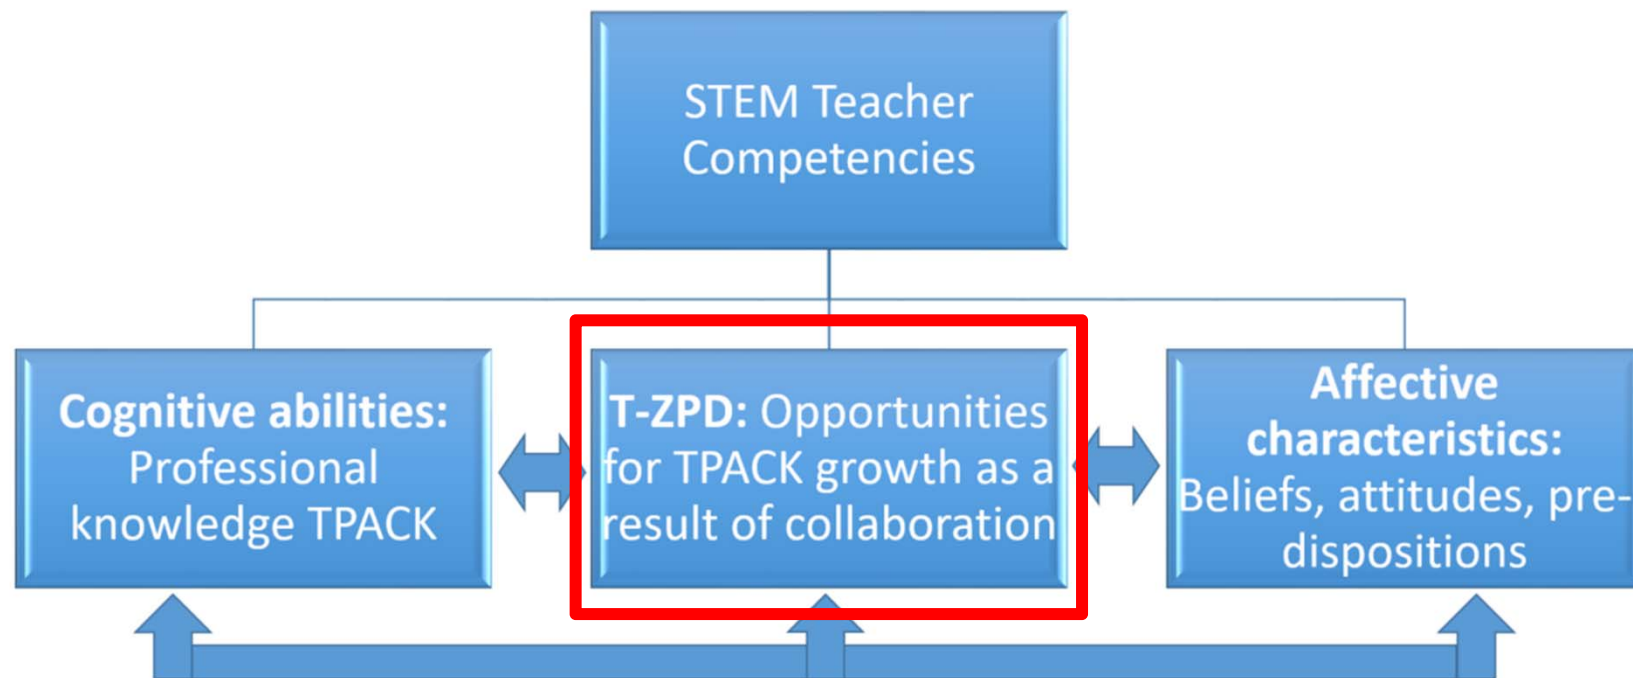 STEM Teacher
Competencies
Cognitive abilities:
Professional
knowledge TPACK
T-ZPD: Opportunities
for TPACK growth as a
result of collaboration
Affective
characteristics:
Beliefs, attitudes, pre-
dispositions